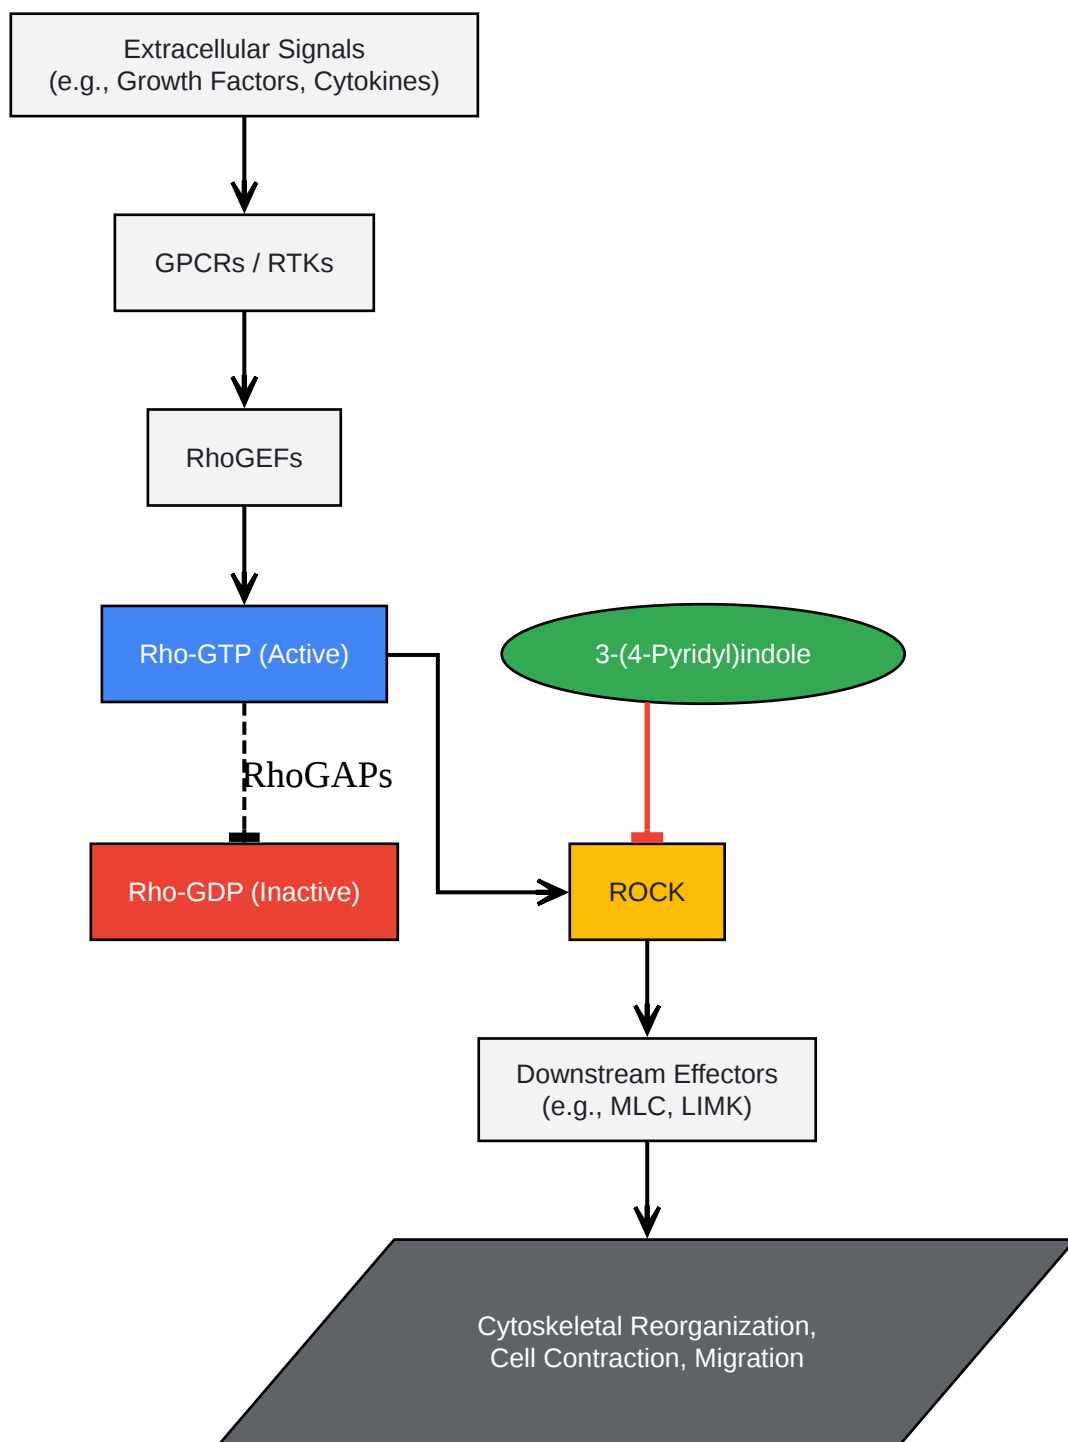 Extracellular Signals
(e.g., Growth Factors, Cytokines)
GPCRs / RTKs
RhoGEFs
Rho-GTP (Active)
3-(4-Pyridyl)indole
RhoGAPs
Rho-GDP (Inactive)
ROCK
Downstream Effectors
(e.g., MLC, LIMK)
Cytoskeletal Reorganization,
Cell Contraction, Migration